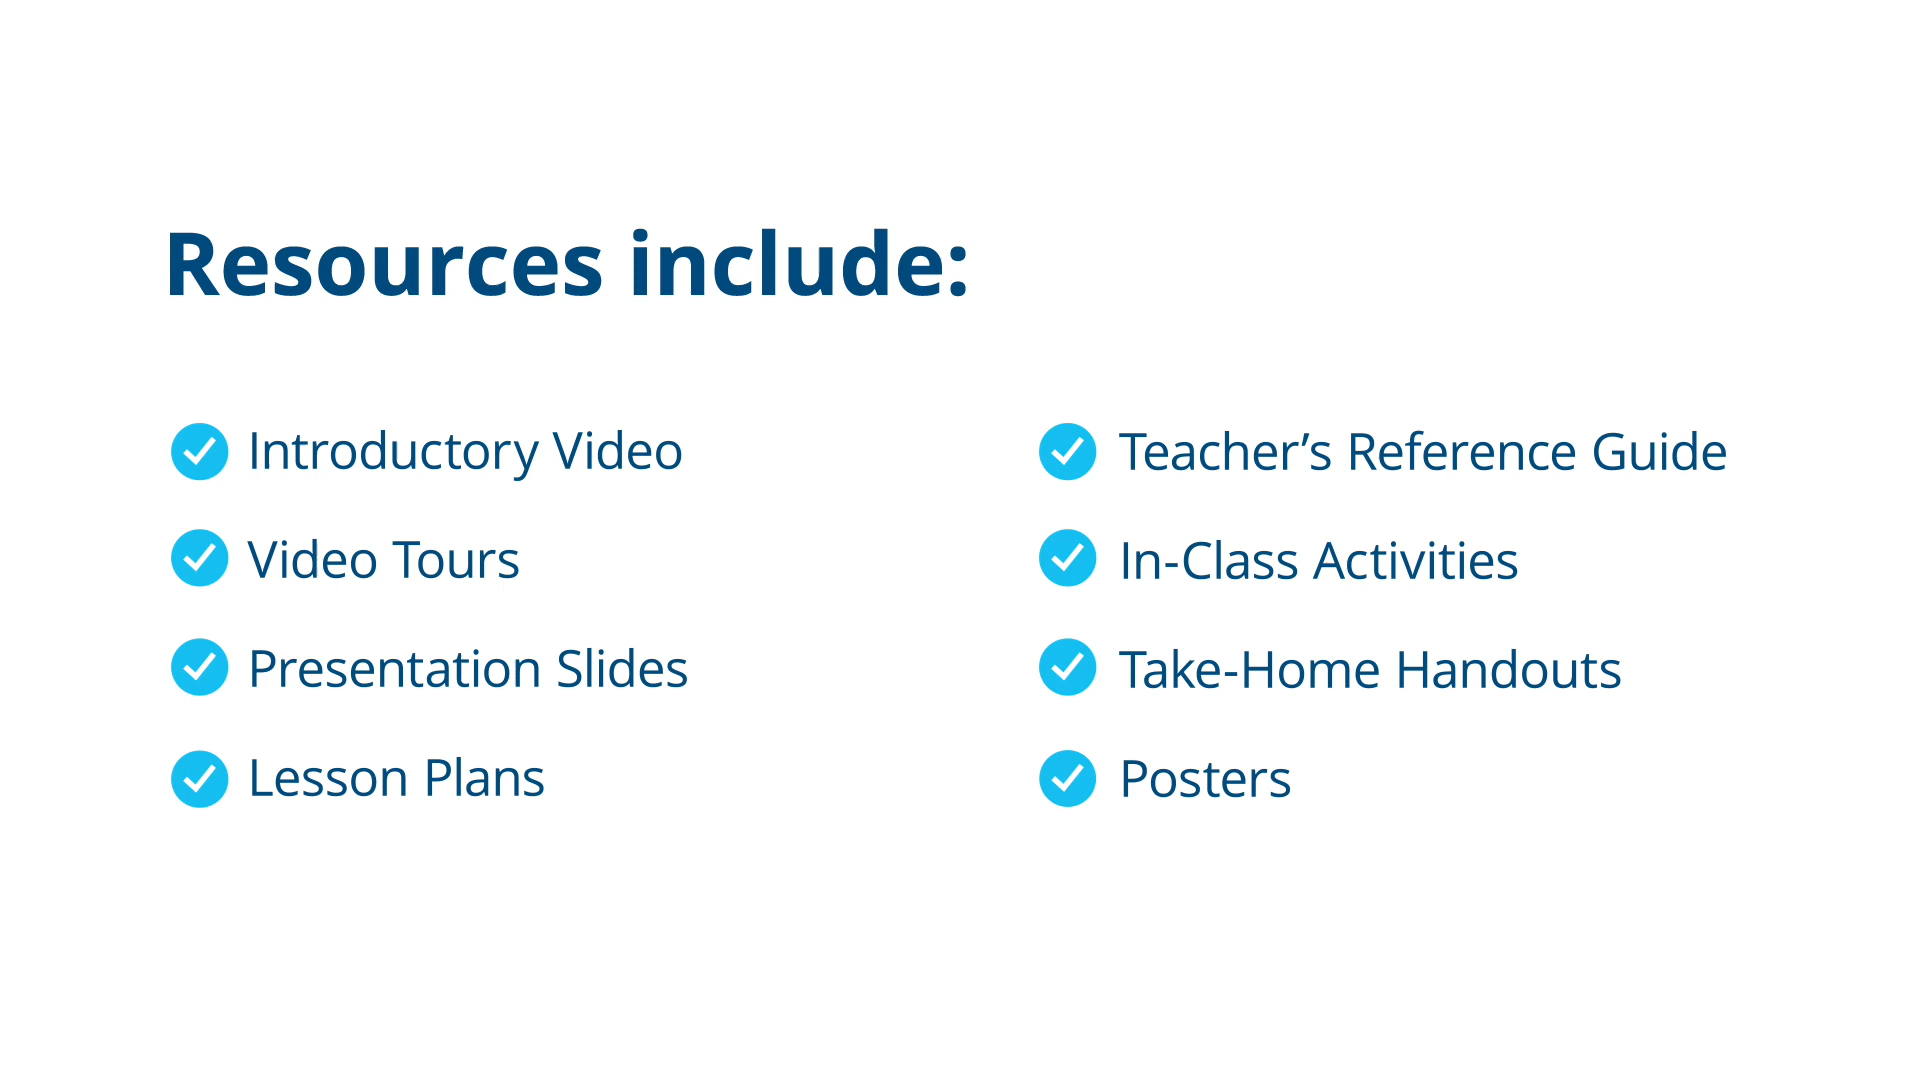 Resources include:
Introductory Video
Video Tours
Presentation Slides
Lesson Plans
Teacher’s Reference Guide
In-Class Activities
Take-Home Handouts
Posters